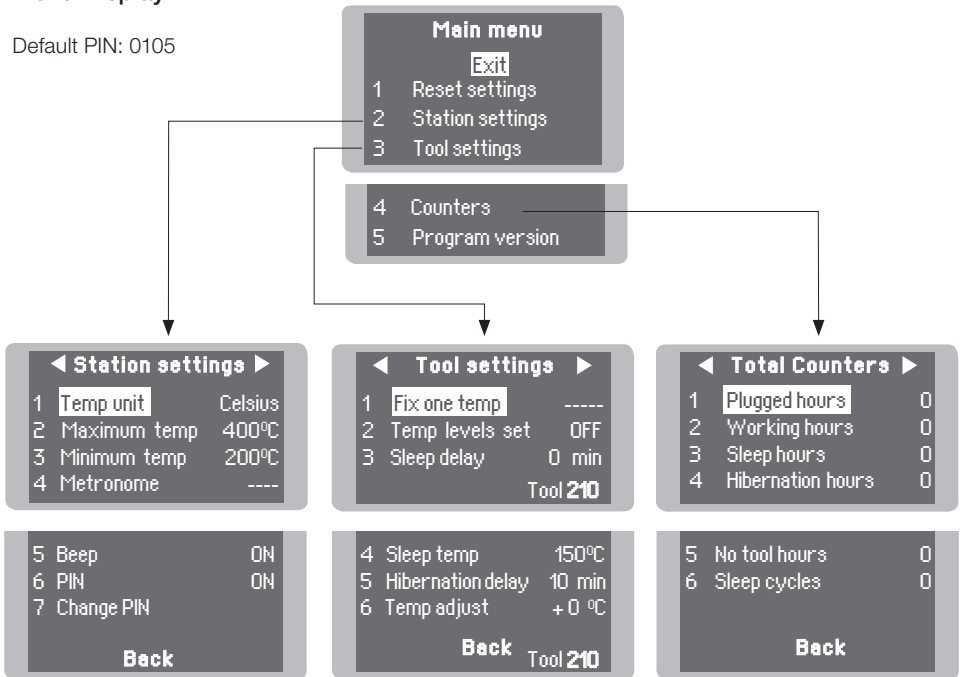 Default PIN: 0105
Main menu
Exit
1 Reset settings
2 Station settings
3 Tool settings
4 Counters
5 Program version
◀ Station settings ▶
1 Temp unit Celsius
2 Maximum temp 400ºC
3 Minimum temp 200ºC
4 Metronome ----
5 Beep ON
6 PIN ON
7 Change PIN
Back
◀ Tool settings ▶
1 Fix one temp -----
2 Temp levels set OFF
3 Sleep delay 0 min
Tool 210
4 Sleep temp 150ºC
5 Hibernation delay 10 min
6 Temp adjust +0 ºC
Back Tool 210
◀ Total Counters ▶
1 Plugged hours 0
2 Working hours 0
3 Sleep hours 0
4 Hibernation hours 0
5 No tool hours 0
6 Sleep cycles 0
Back